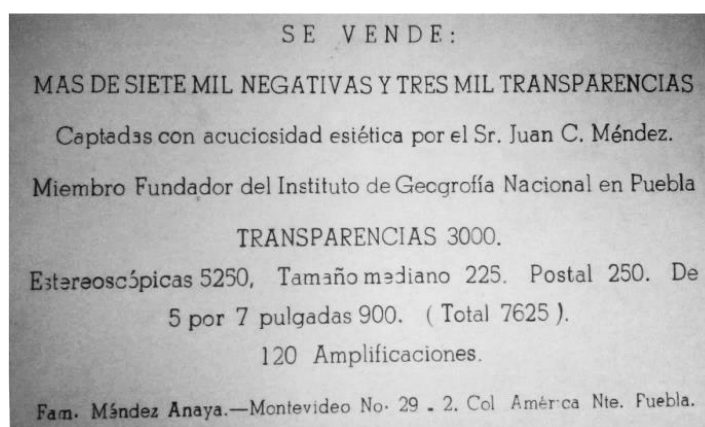 SE VENDE:
MAS DE SIETE MIL NEGATIVAS Y TRES MIL TRANSPARENCIAS
Captadas con acuciosidad estética por el Sr. Juan C. Méndez.
Miembro Fundador del Instituto de Geografía Nacional en Puebla
TRANSPARENCIAS 3000.
Estereoscópicas 5250, Tamaño mediano 225. Postal 250. De
5 por 7 pulgadas 900. ( Total 7625 ).
120 Amplificaciones.
Fam. Méndez Anaya.—Montevideo No. 29 - 2. Col América Nte. Puebla.